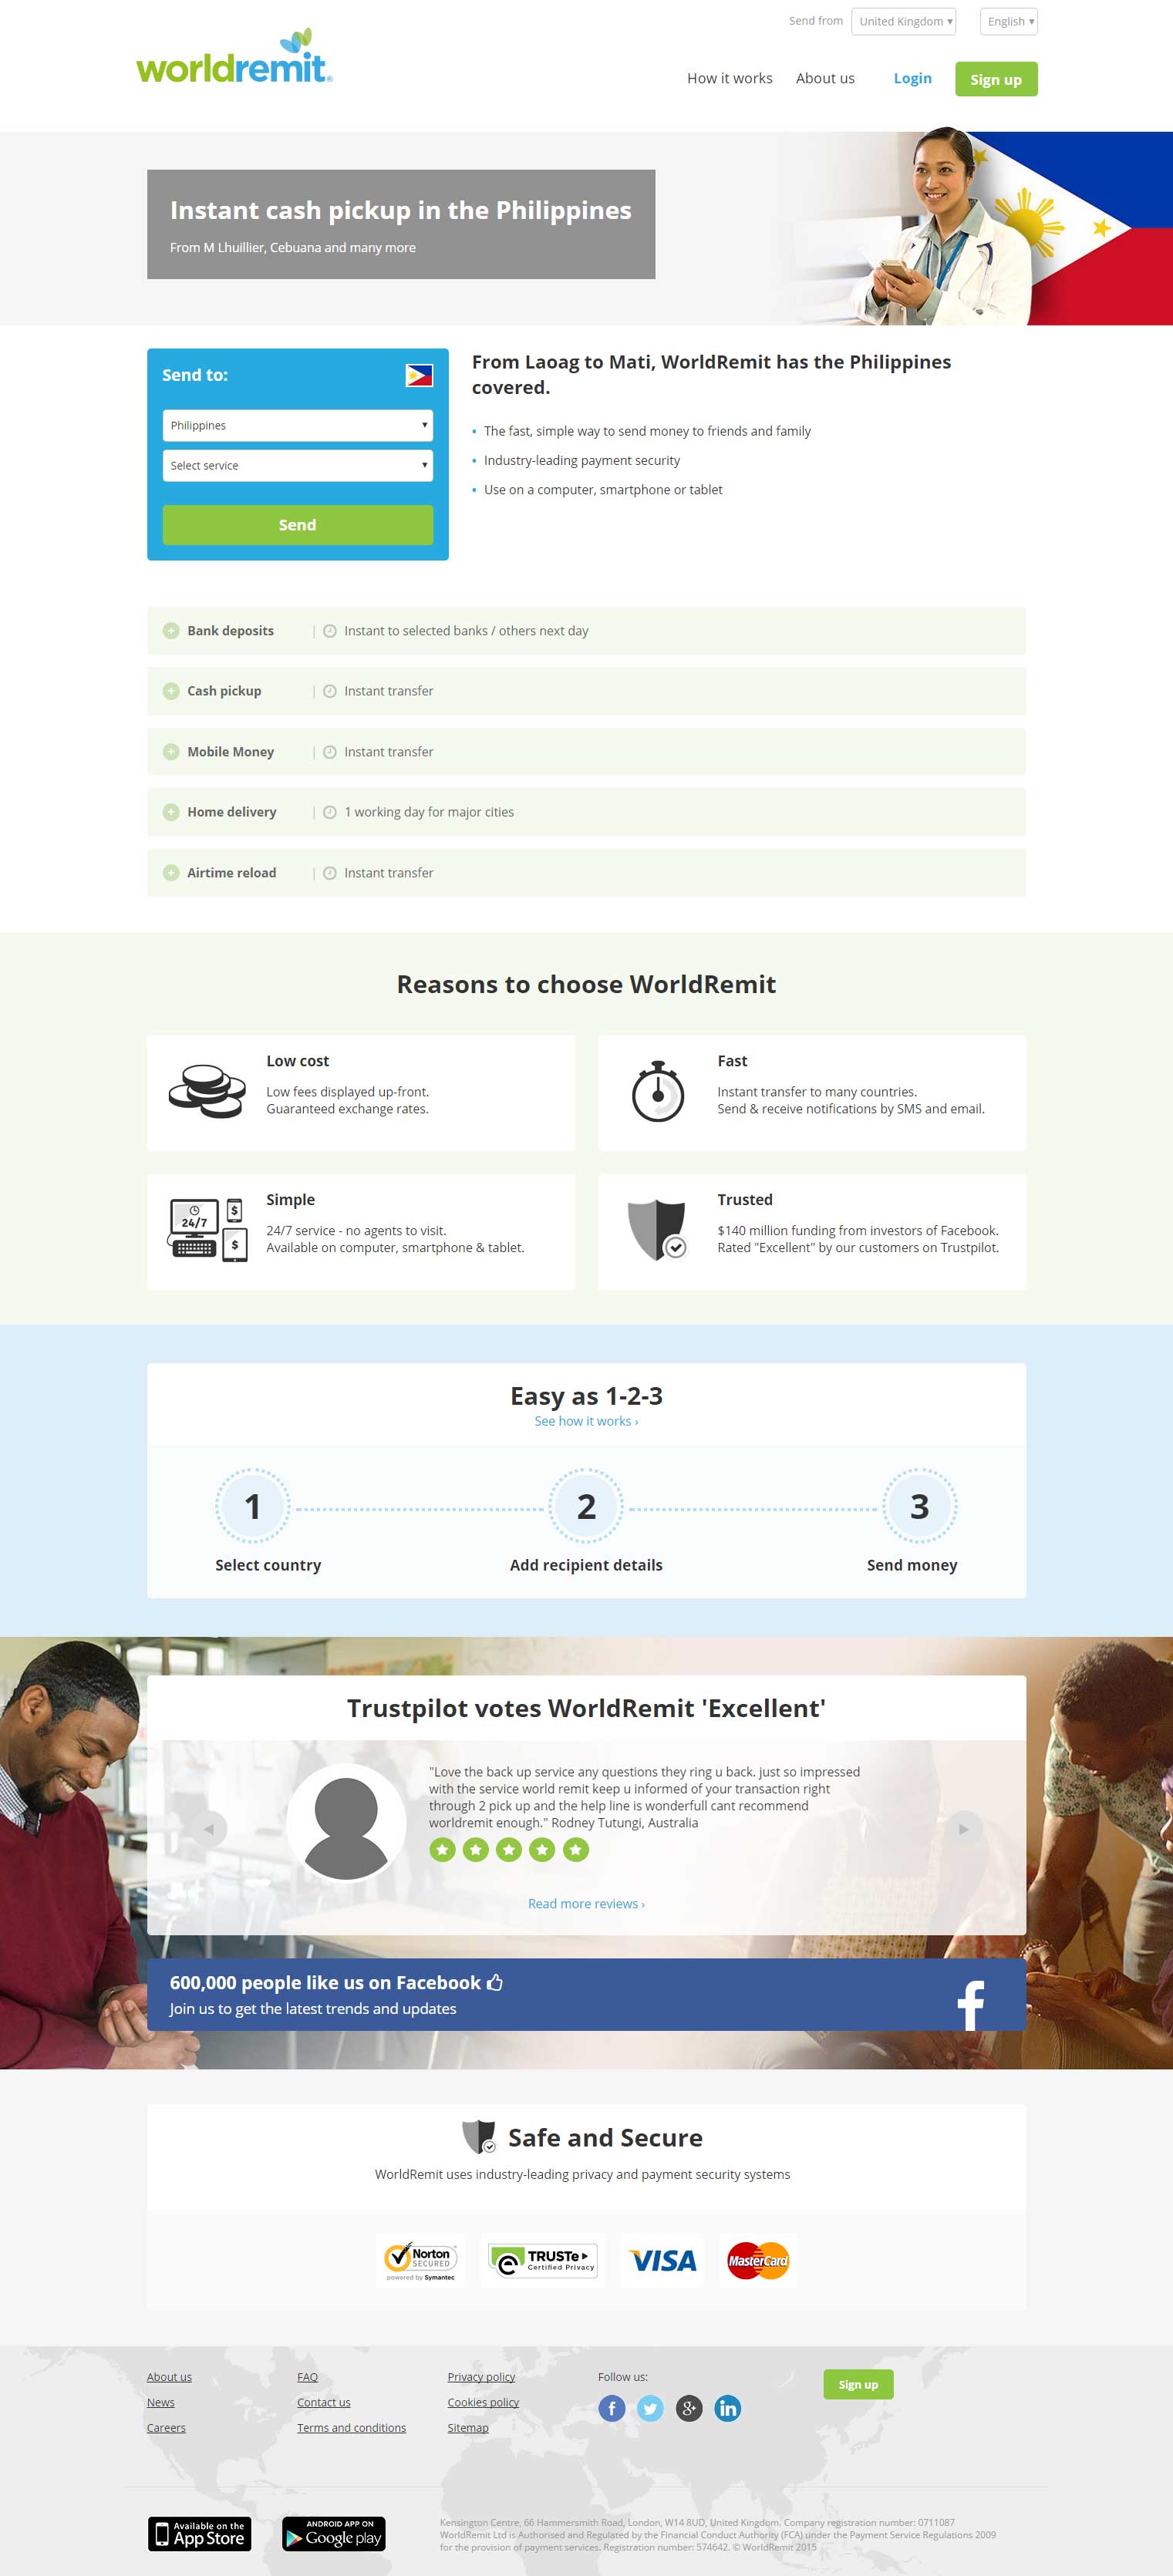 Send from United Kingdom English
worldremit
How it works About us Login Sign up
Instant cash pickup in the Philippines
From M Lhuillier, Cebuana and many more
Send to:
Philippines
Select service
Send
From Laoag to Mati, WorldRemit has the Philippines
covered.
• The fast, simple way to send money to friends and family
• Industry-leading payment security
• Use on a computer, smartphone or tablet
Bank deposits | Instant to selected banks / others next day
Cash pickup | Instant transfer
Mobile Money | Instant transfer
Home delivery | 1 working day for major cities
Airtime reload | Instant transfer
Reasons to choose WorldRemit
Low cost
Low fees displayed up-front.
Guaranteed exchange rates.
Fast
Instant transfer to many countries.
Send & receive notifications by SMS and email.
24/7
$
$
Simple
24/7 service - no agents to visit.
Available on computer, smartphone & tablet.
Trusted
$140 million funding from investors of Facebook.
Rated "Excellent" by our customers on Trustpilot.
Easy as 1-2-3
See how it works ›
1 2 3
Select country Add recipient details Send money
Trustpilot votes WorldRemit 'Excellent'
"Love the back up service any questions they ring u back. just so impressed
with the service world remit keep u informed of your transaction right
through 2 pick up and the help line is wonderfull cant recommend
worldremit enough." Rodney Tutungi, Australia
Read more reviews ›
600,000 people like us on Facebook
Join us to get the latest trends and updates
f
Safe and Secure
WorldRemit uses industry-leading privacy and payment security systems
Norton
SECURED
powered by Symantec
TRUSTe
Certified Privacy
VISA
MasterCard
About us FAQ Privacy policy Follow us: Sign up
News Contact us Cookies policy
f g+ in
Careers Terms and conditions Sitemap
Available on the
App Store
ANDROID APP ON
Google play
Kensington Centre, 66 Hammersmith Road, London, W14 8UD, United Kingdom. Company registration number: 0711087
WorldRemit Ltd is Authorised and Regulated by the Financial Conduct Authority (FCA) under the Payment Service Regulations 2009
for the provision of payment services. Registration number: 574642. © WorldRemit 2015